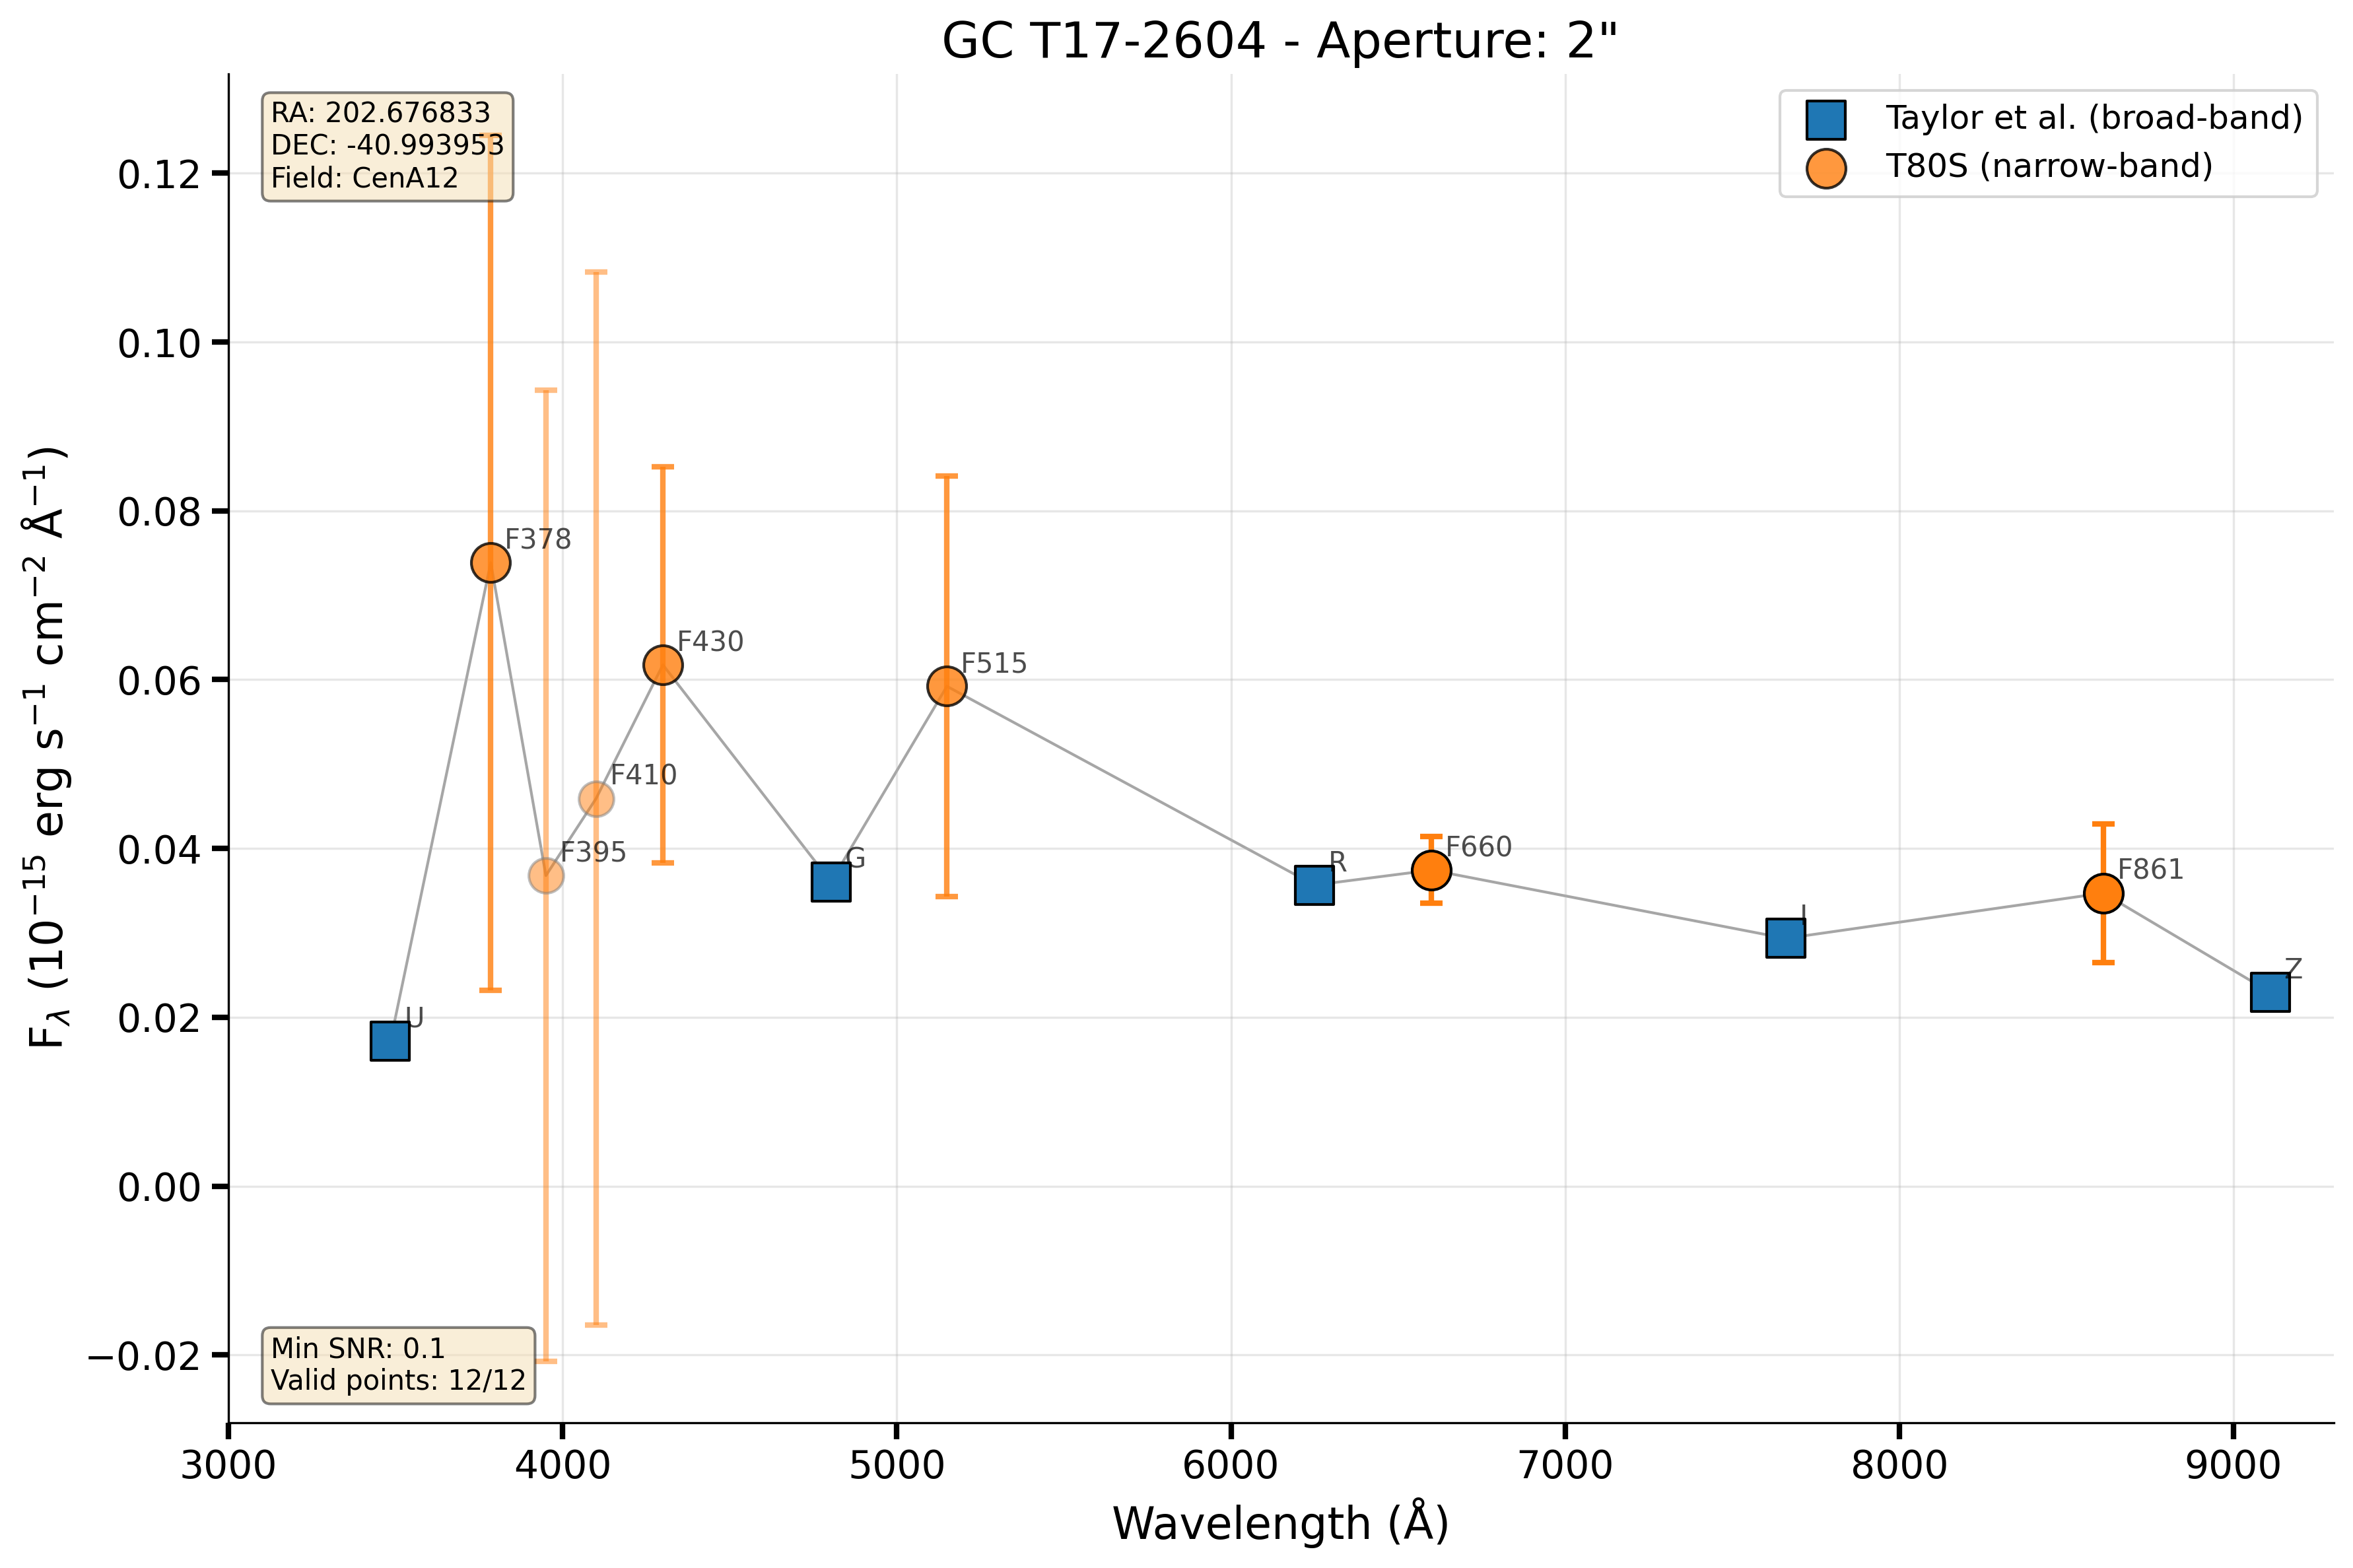 GC T17-2604 - Aperture: 2"
RA: 202.676833
DEC: -40.993953
Field: CenA12
Taylor et al. (broad-band)
T80S (narrow-band)
0.12
0.10
0.08
0.06
0.04
0.02
0.00
−0.02
F_λ (10⁻¹⁵ erg s⁻¹ cm⁻² Å⁻¹)
U
F378
F395
F410
F430
G
F515
R
F660
I
F861
Z
Min SNR: 0.1
Valid points: 12/12
3000 4000 5000 6000 7000 8000 9000
Wavelength (Å)